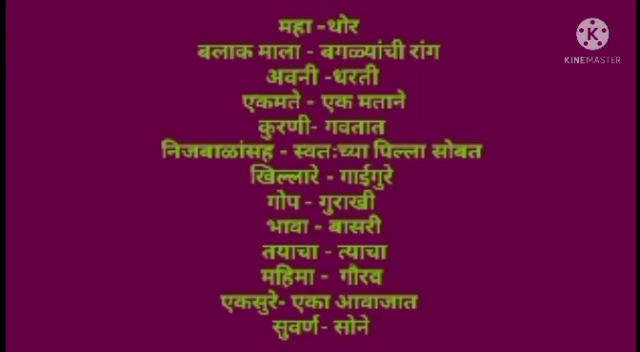 महा -थोर
बलाक माला - बगळ्यांची रांग
अवनी -धरती
एकमते - एक मताने
कुरणी- गवतात
निजबाळांसह - स्वतःच्या पिल्ला सोबत
खिल्लारे - गाईगुरे
गोप - गुराखी
भावा - बासरी
तयाचा - त्याचा
महिमा - गौरव
एकसुरे- एका आवाजात
सुवर्ण- सोने
K
KINEMASTER